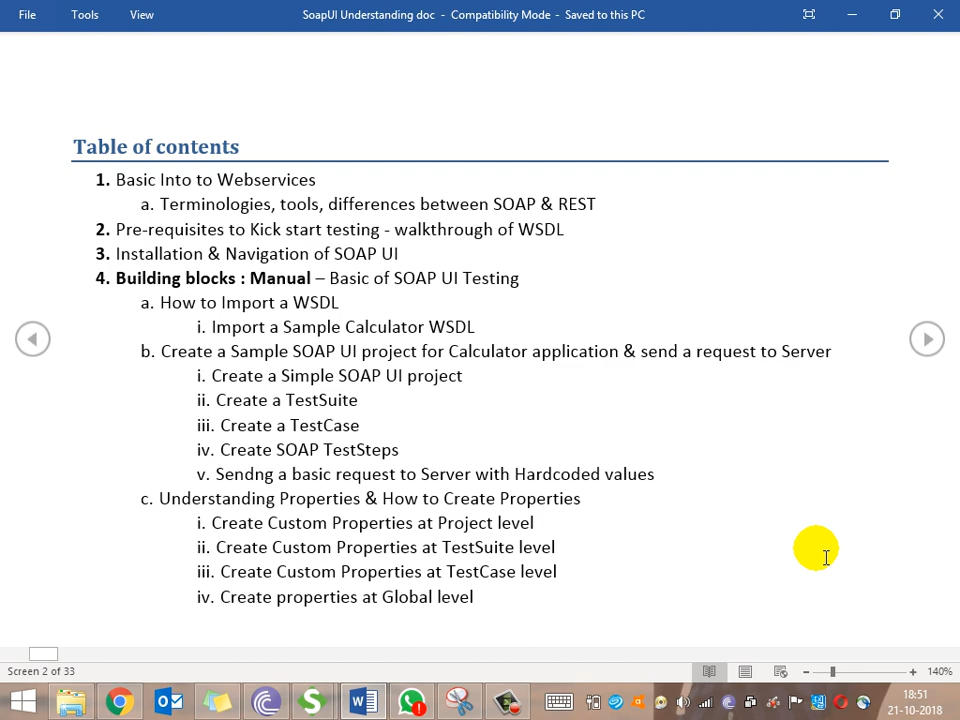 File Tools View SoapUI Understanding doc - Compatibility Mode - Saved to this PC
Table of contents
1. Basic Into to Webservices
a. Terminologies, tools, differences between SOAP & REST
2. Pre-requisites to Kick start testing - walkthrough of WSDL
3. Installation & Navigation of SOAP UI
4. Building blocks : Manual – Basic of SOAP UI Testing
a. How to Import a WSDL
i. Import a Sample Calculator WSDL
b. Create a Sample SOAP UI project for Calculator application & send a request to Server
i. Create a Simple SOAP UI project
ii. Create a TestSuite
iii. Create a TestCase
iv. Create SOAP TestSteps
v. Sendng a basic request to Server with Hardcoded values
c. Understanding Properties & How to Create Properties
i. Create Custom Properties at Project level
ii. Create Custom Properties at TestSuite level
iii. Create Custom Properties at TestCase level
iv. Create properties at Global level
Screen 2 of 33 140%
18:51
21-10-2018